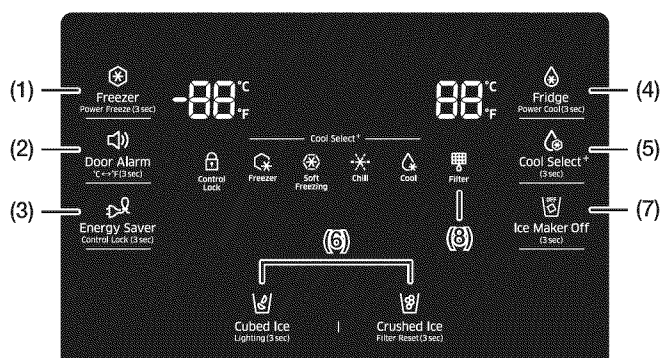 (1)
Freezer
Power Freeze (3 sec)
(2)
Door Alarm
°C↔°F(3 sec)
(3)
Energy Saver
Control Lock (3 sec)
-88 °C °F
88 °C °F
Cool Select+
Control Lock
Freezer
Soft Freezing
Chill
Cool
Filter
(4)
Fridge
Power Cool (3 sec)
(5)
Cool Select+
(3 sec)
(7)
OFF
Ice Maker Off
(3 sec)
(6)
(8)
Cubed Ice | Crushed Ice
Lighting (3 sec) Filter Reset (3 sec)